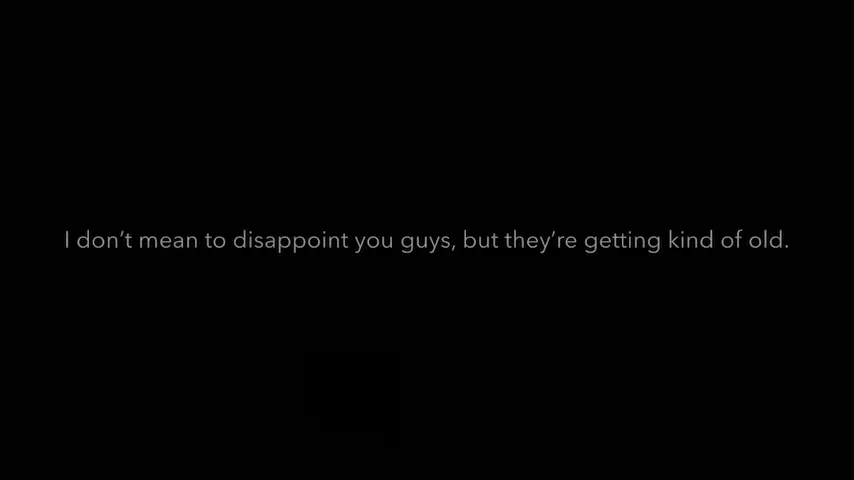 I don’t mean to disappoint you guys, but they’re getting kind of old.